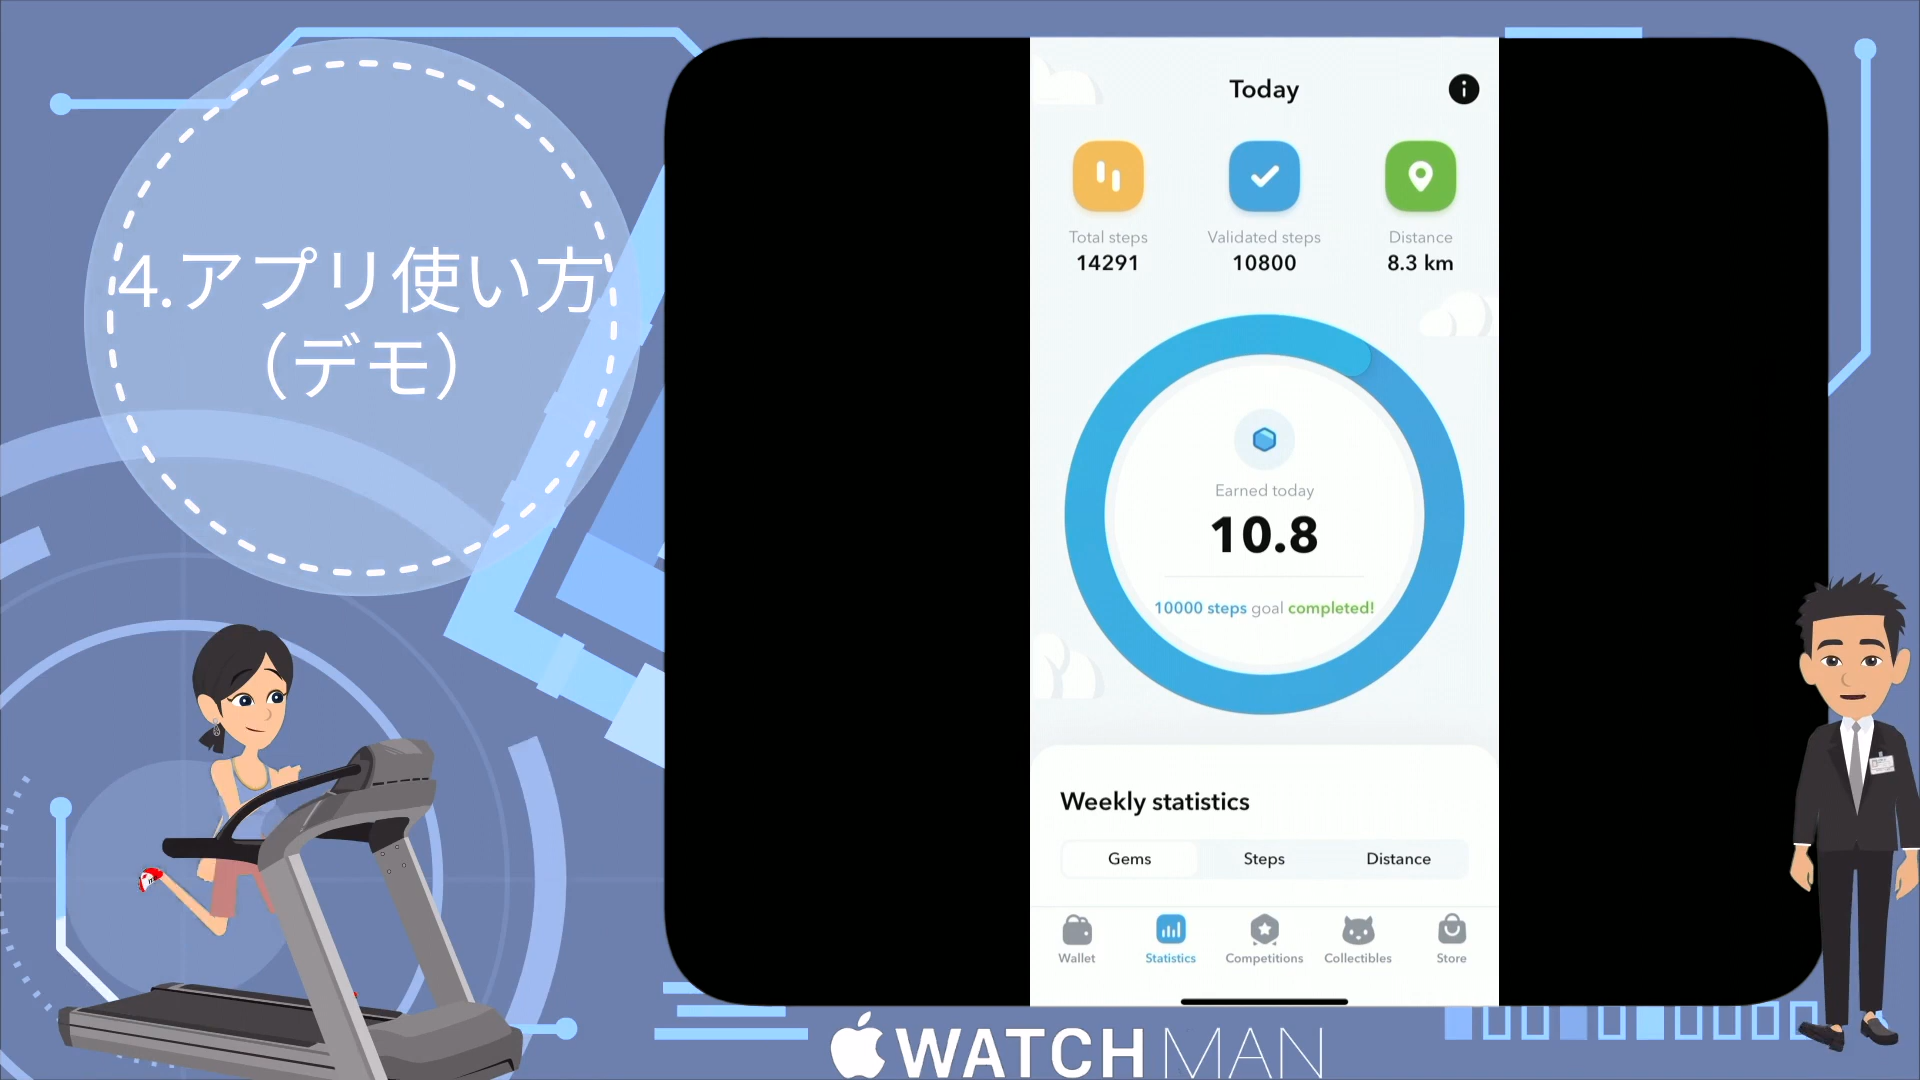 4.アプリ使い方
（デモ）
Today
Total steps
14291
Validated steps
10800
Distance
8.3 km
Earned today
10.8
10000 steps goal completed!
Weekly statistics
Gems
Steps
Distance
Wallet
Statistics
Competitions
Collectibles
Store
WATCH MAN